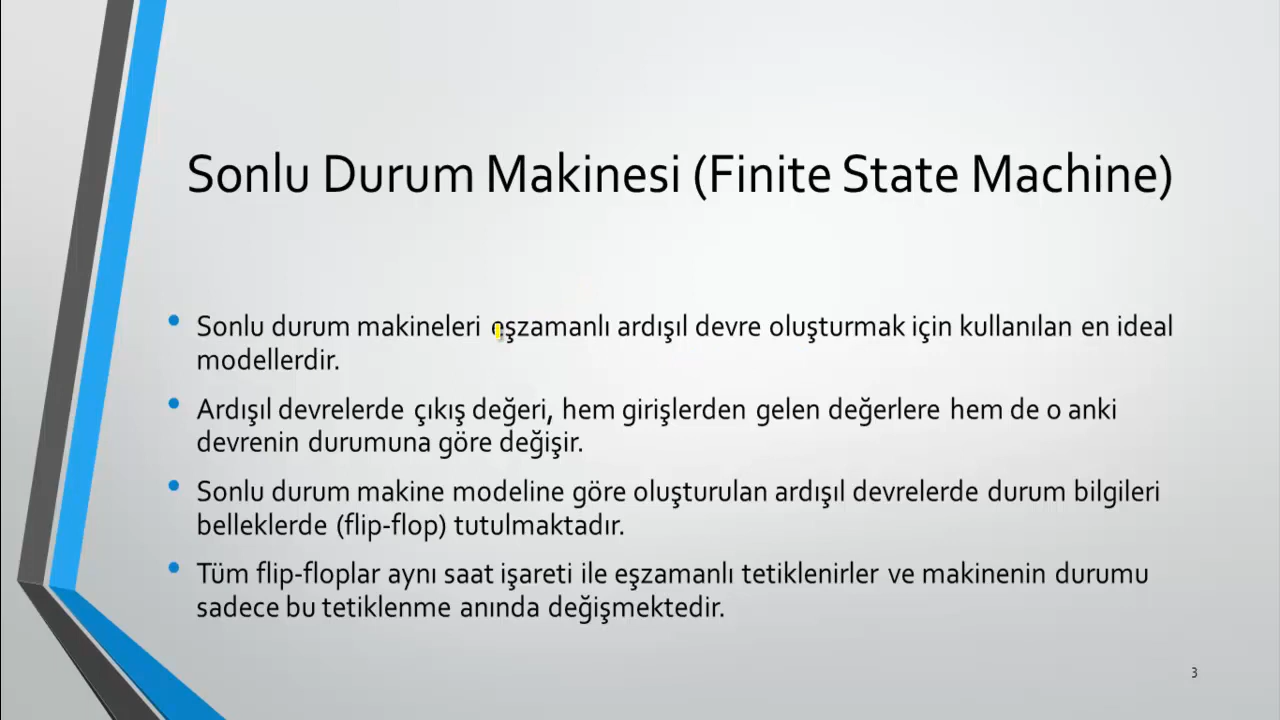 Sonlu Durum Makinesi (Finite State Machine)
• Sonlu durum makineleri eşzamanlı ardışıl devre oluşturmak için kullanılan en ideal
modellerdir.
• Ardışıl devrelerde çıkış değeri, hem girişlerden gelen değerlere hem de o anki
devrenin durumuna göre değişir.
• Sonlu durum makine modeline göre oluşturulan ardışıl devrelerde durum bilgileri
belleklerde (flip-flop) tutulmaktadır.
• Tüm flip-floplar aynı saat işareti ile eşzamanlı tetiklenirler ve makinenin durumu
sadece bu tetiklenme anında değişmektedir.
3